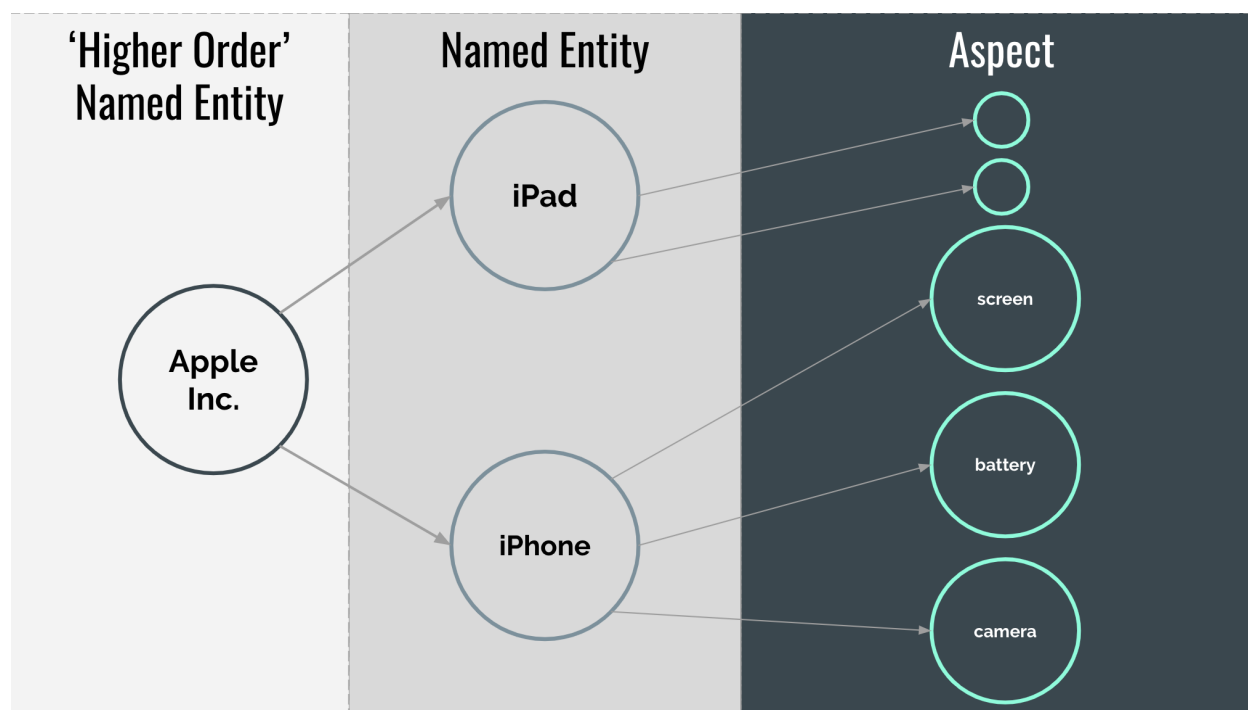 ‘Higher Order’
Named Entity
Named Entity
Aspect
iPad
Apple
Inc.
iPhone
screen
battery
camera